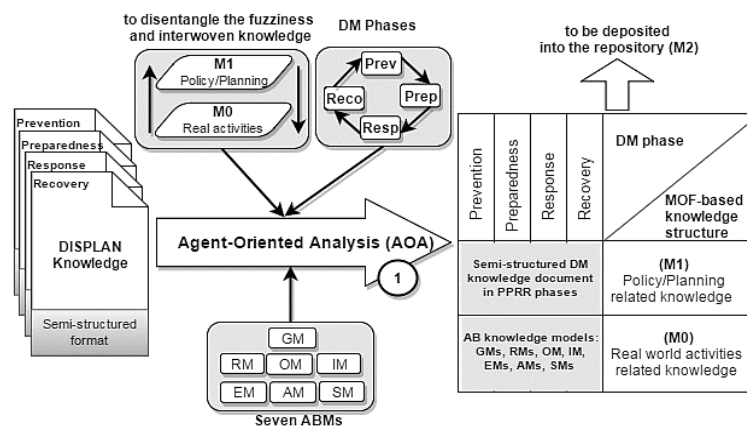 to disentangle the fuzziness
and interwoven knowledge
M1
Policy/Planning
M0
Real activities
DM Phases
Prev
Prep
Resp
Reco
to be deposited
into the repository (M2)
Prevention
Preparedness
Response
Recovery
DISPLAN
Knowledge
Semi-structured
format
Agent-Oriented Analysis (AOA)
1
GM
RM OM IM
EM AM SM
Seven ABMs
Prevention
Preparedness
Response
Recovery
DM phase
MOF-based
knowledge
structure
Semi-structured DM
knowledge document
in PPRR phases
(M1)
Policy/Planning
related knowledge
AB knowledge models:
GMs, RMs, OM, IM,
EMs, AMs, SMs
(M0)
Real world activities
related knowledge